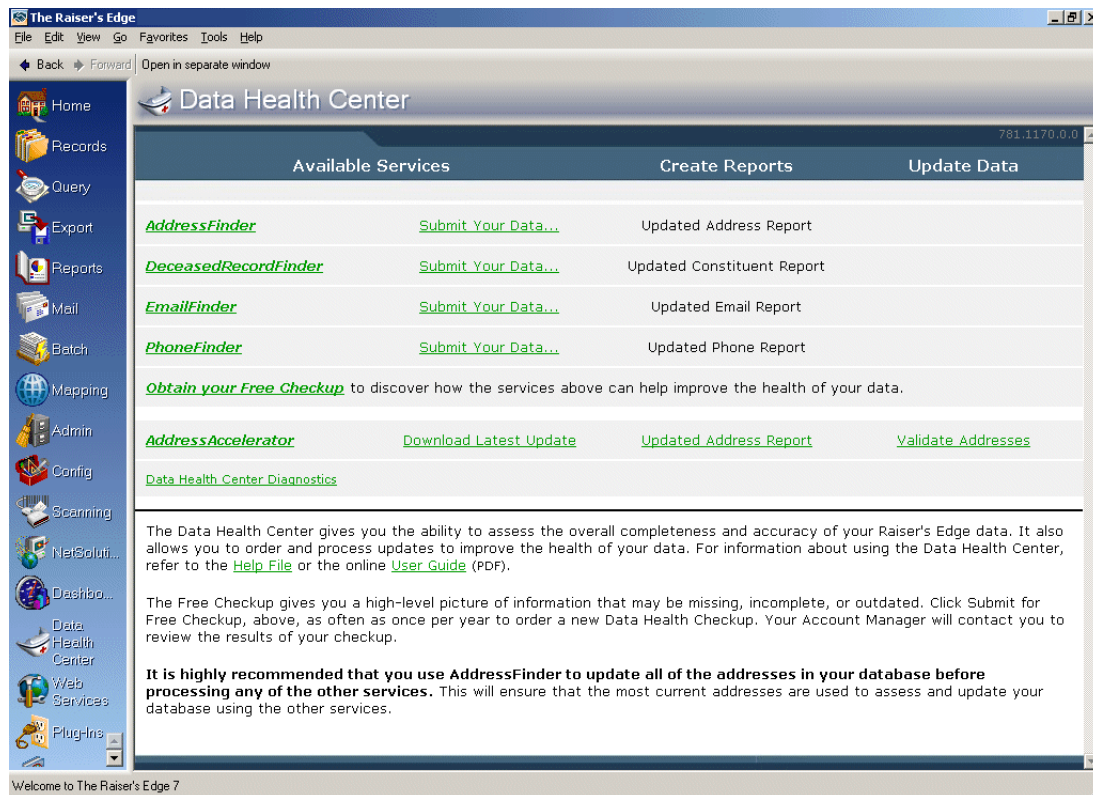 The Raiser's Edge
File Edit View Go Favorites Tools Help
Back Forward Open in separate window
Home
Records
Query
Export
Reports
Mail
Batch
Mapping
Admin
Config
Scanning
NetSoluti...
Dashbo...
Data
Health
Center
Web
Services
Plug-Ins
Data Health Center
781.1170.0.0
Available Services Create Reports Update Data
AddressFinder Submit Your Data... Updated Address Report
DeceasedRecordFinder Submit Your Data... Updated Constituent Report
EmailFinder Submit Your Data... Updated Email Report
PhoneFinder Submit Your Data... Updated Phone Report
Obtain your Free Checkup to discover how the services above can help improve the health of your data.
AddressAccelerator Download Latest Update Updated Address Report Validate Addresses
Data Health Center Diagnostics
The Data Health Center gives you the ability to assess the overall completeness and accuracy of your Raiser's Edge data. It also
allows you to order and process updates to improve the health of your data. For information about using the Data Health Center,
refer to the Help File or the online User Guide (PDF).
The Free Checkup gives you a high-level picture of information that may be missing, incomplete, or outdated. Click Submit for
Free Checkup, above, as often as once per year to order a new Data Health Checkup. Your Account Manager will contact you to
review the results of your checkup.
It is highly recommended that you use AddressFinder to update all of the addresses in your database before
processing any of the other services. This will ensure that the most current addresses are used to assess and update your
database using the other services.
Welcome to The Raiser's Edge 7